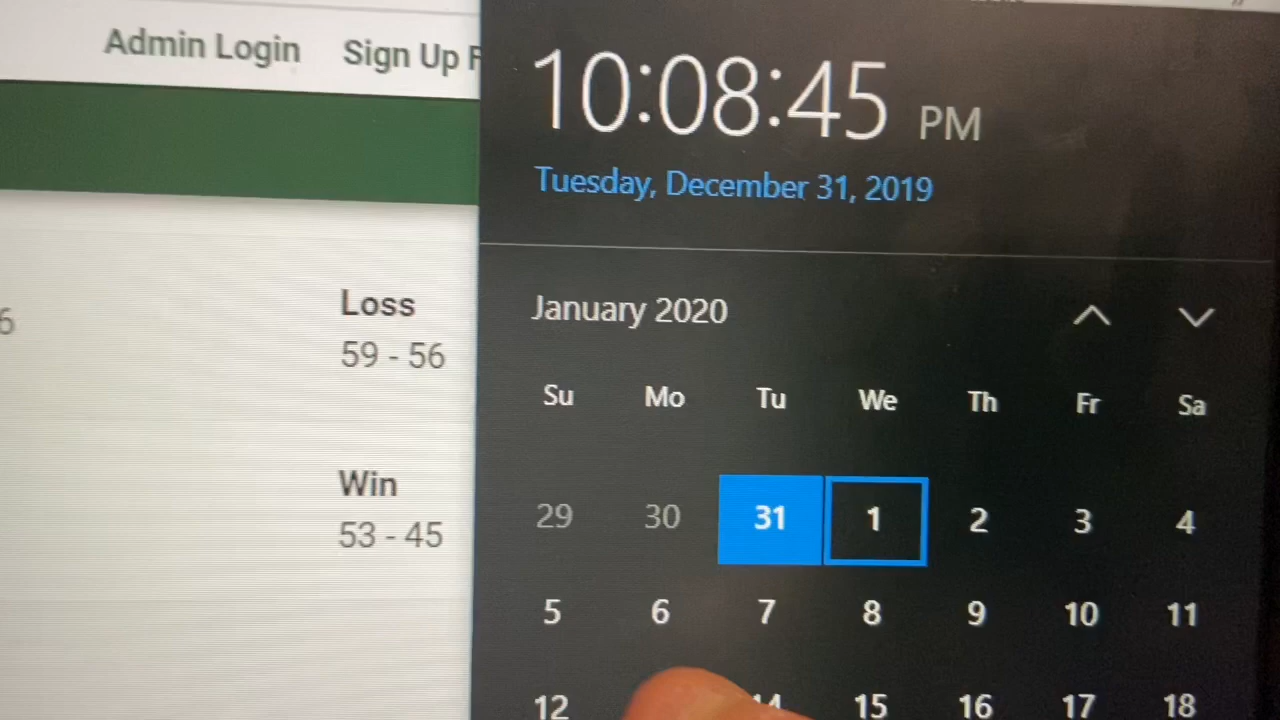 Admin Login Sign Up
6
Loss
59 - 56
Win
53 - 45
10:08:45 PM
Tuesday, December 31, 2019
January 2020
Su Mo Tu We Th Fr Sa
29 30 31 1 2 3 4
5 6 7 8 9 10 11
12 14 15 16 17 18